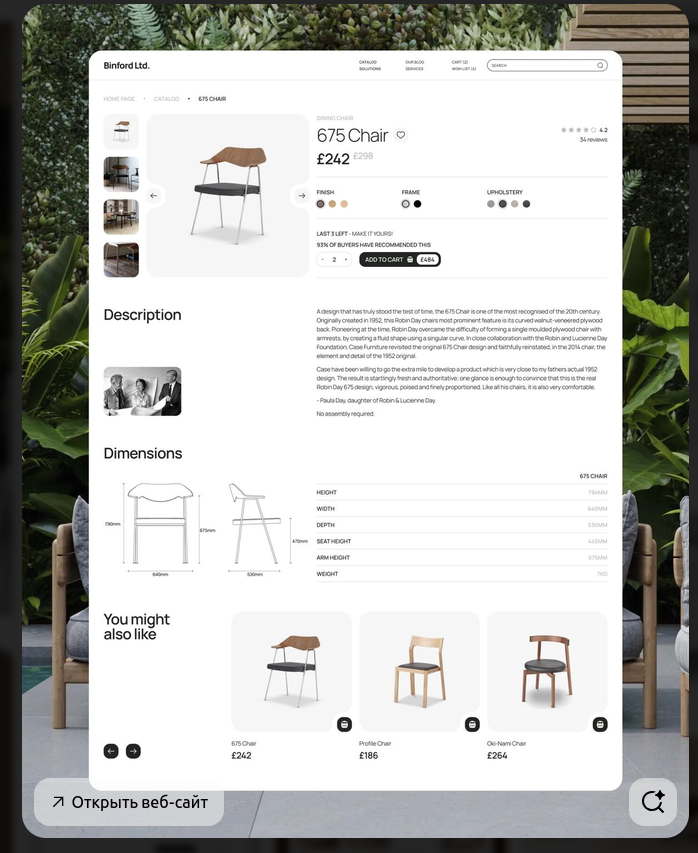 Binford Ltd.
CATALOG
SOLUTIONS
OUR BLOG
SERVICES
CART (2)
WISHLIST (4)
SEARCH
HOME PAGE • CATALOG • 675 CHAIR
DINING CHAIR
675 Chair
4.2
34 reviews
£242 £298
FINISH
FRAME
UPHOLSTERY
LAST 3 LEFT - MAKE IT YOURS!
93% OF BUYERS HAVE RECOMMENDED THIS
- 2 +
ADD TO CART £484
Description
A design that has truly stood the test of time, the 675 Chair is one of the most recognised of the 20th century.
Originally created in 1952, this Robin Day chairs most prominent feature is its curved walnut-veneered plywood
back. Pioneering at the time, Robin Day overcame the difficulty of forming a single moulded plywood chair with
armrests, by creating a fluid shape using a singular curve. In close collaboration with the Robin and Lucienne Day
Foundation, Case Furniture revisited the original 675 Chair design and faithfully reinstated, in the 2014 chair, the
element and detail of the 1952 original.
Case have been willing to go the extra mile to develop a product which is very close to my fathers actual 1952
design. The result is startlingly fresh and authoritative; one glance is enough to convince that this is the real
Robin Day 675 design, vigorous, poised and finely proportioned. Like all his chairs, it is also very comfortable.
- Paula Day, daughter of Robin & Lucienne Day.
No assembly required.
Dimensions
790mm
675mm
640mm
470mm
530mm
675 CHAIR
HEIGHT 794MM
WIDTH 640MM
DEPTH 530MM
SEAT HEIGHT 445MM
ARM HEIGHT 675MM
WEIGHT 7KG
You might
also like
675 Chair
£242
Profile Chair
£186
Oki-Nami Chair
£264
Открыть веб-сайт